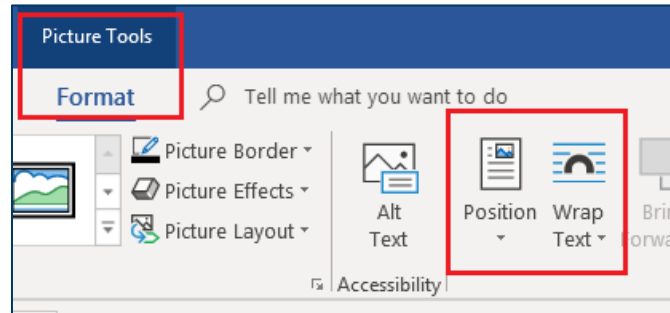 Picture Tools
Format
Tell me what you want to do
Picture Border
Picture Effects
Picture Layout
Alt
Text
Accessibility
Position
Wrap
Text